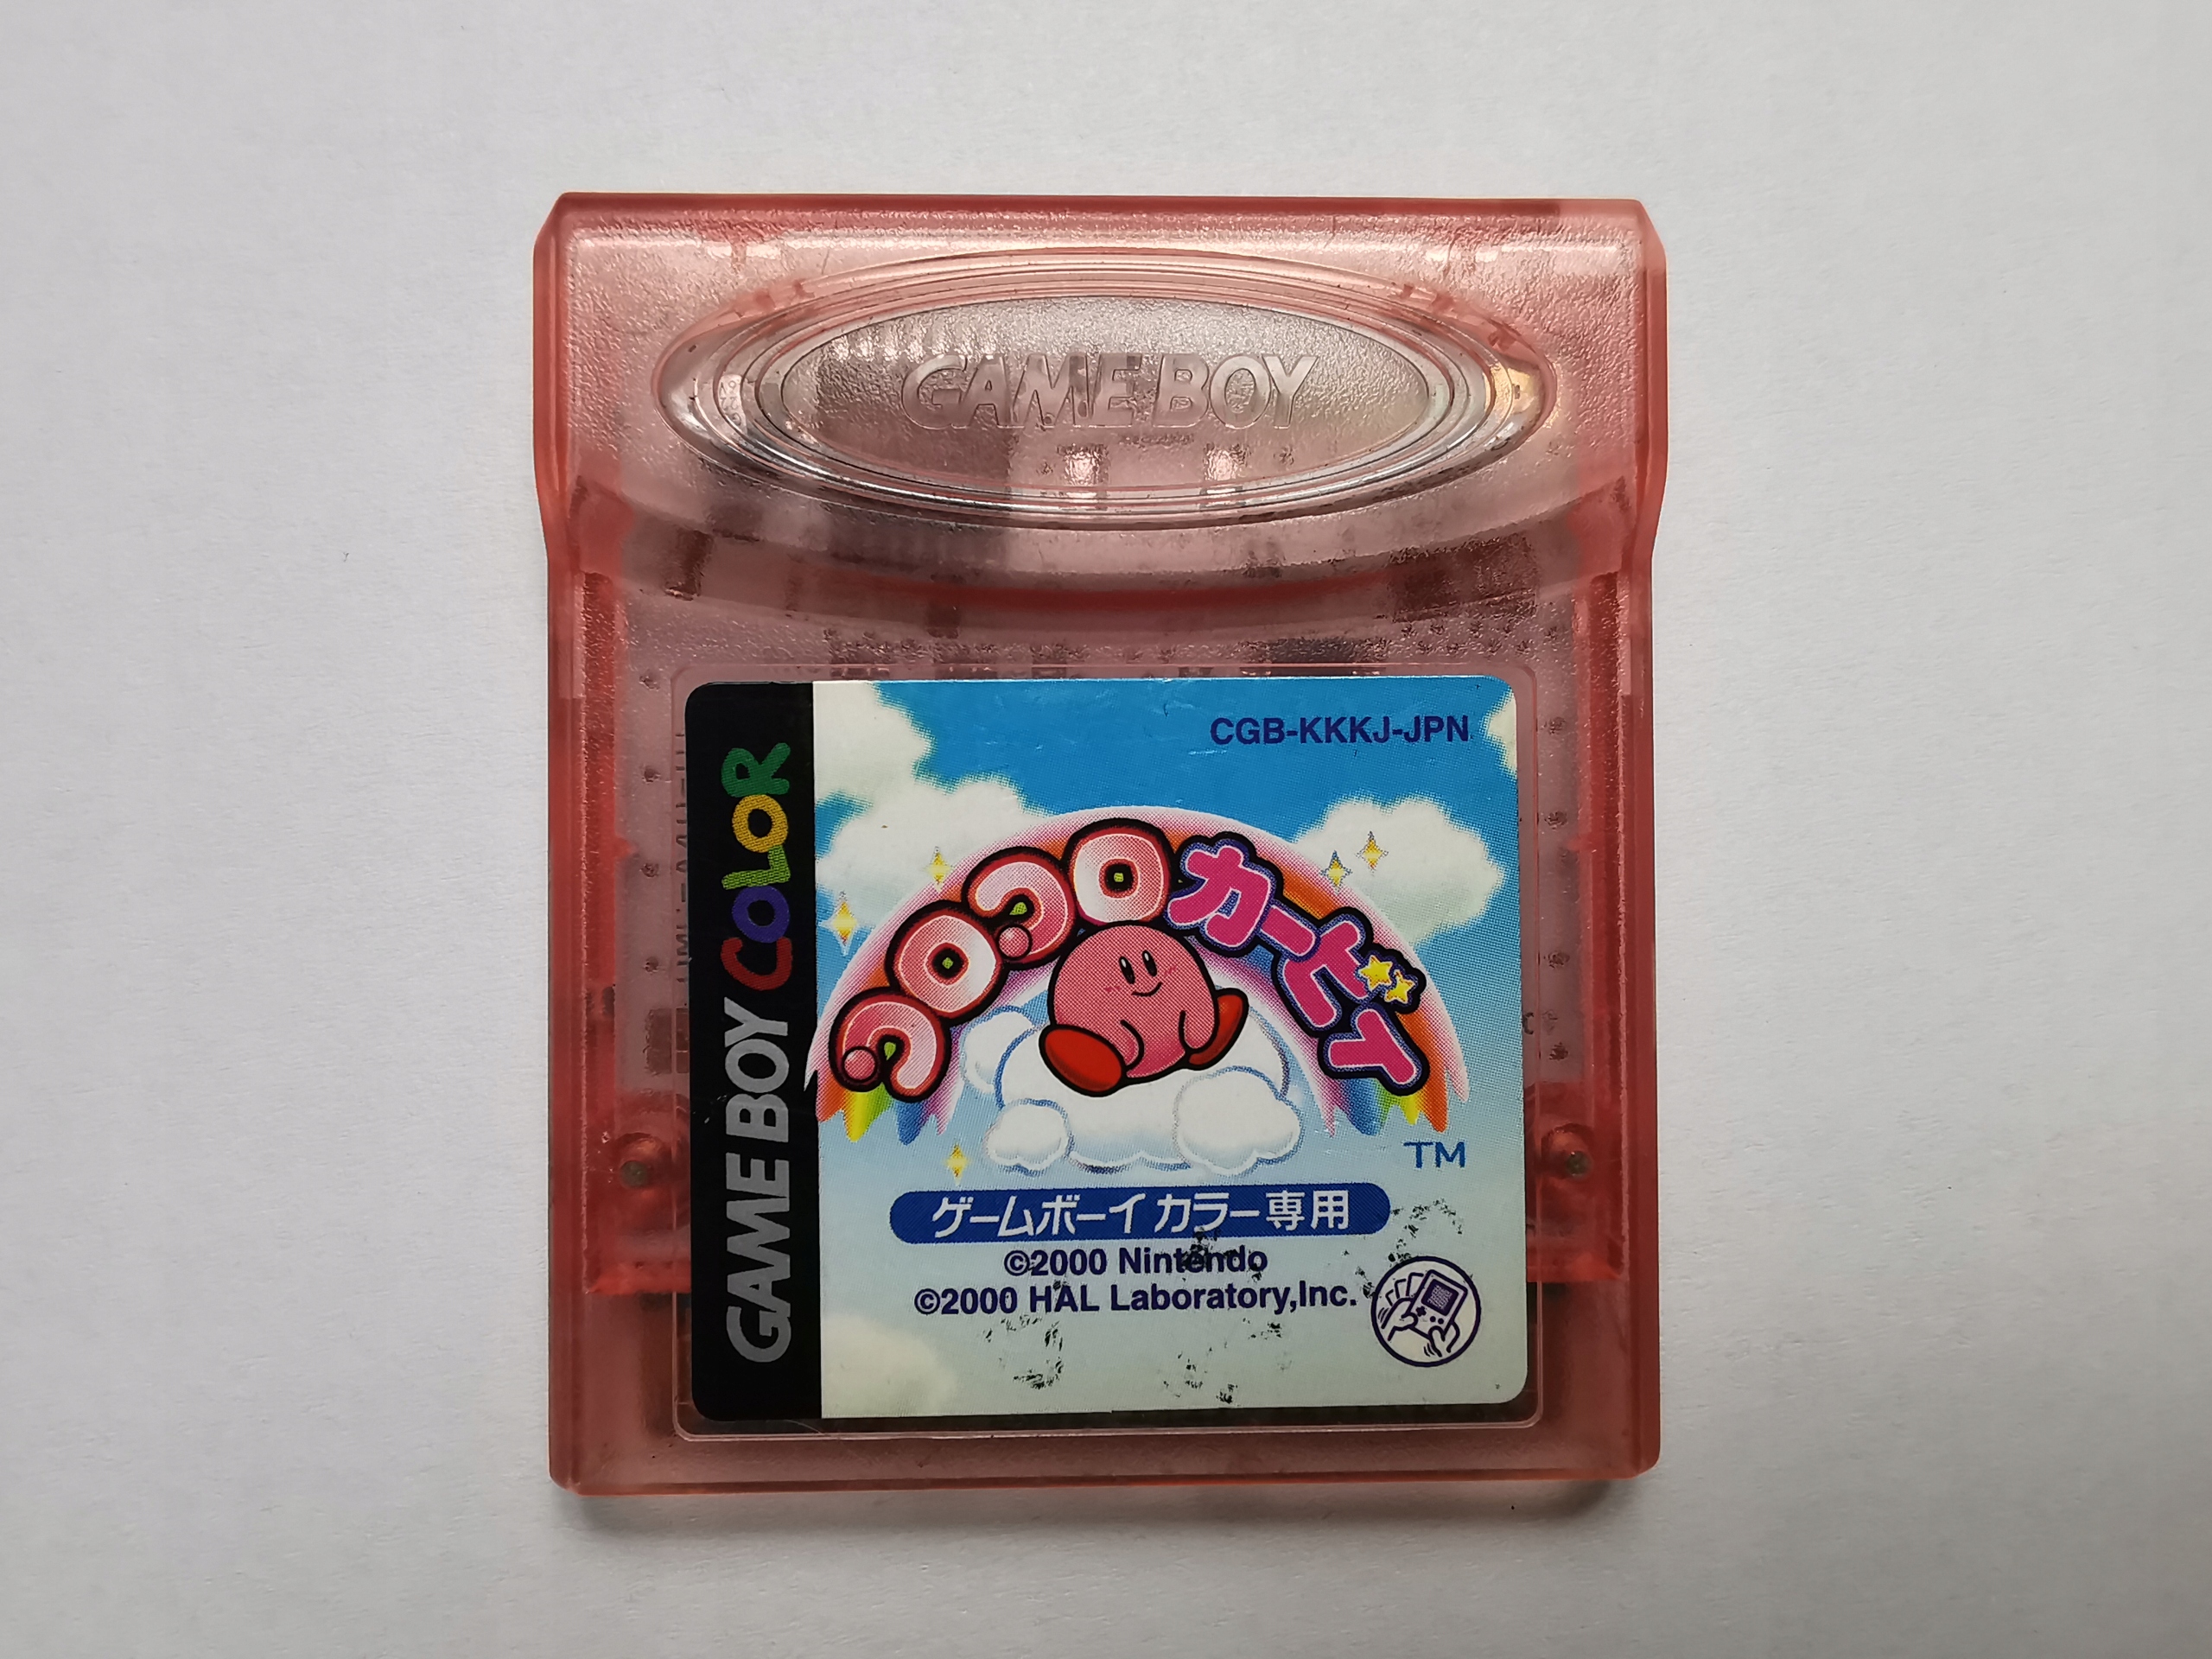 GAME BOY
GAME BOY COLOR
CGB-KKKJ-JPN
コロコロカービィ
TM
ゲームボーイ カラー専用
©2000 Nintendo
©2000 HAL Laboratory,Inc.